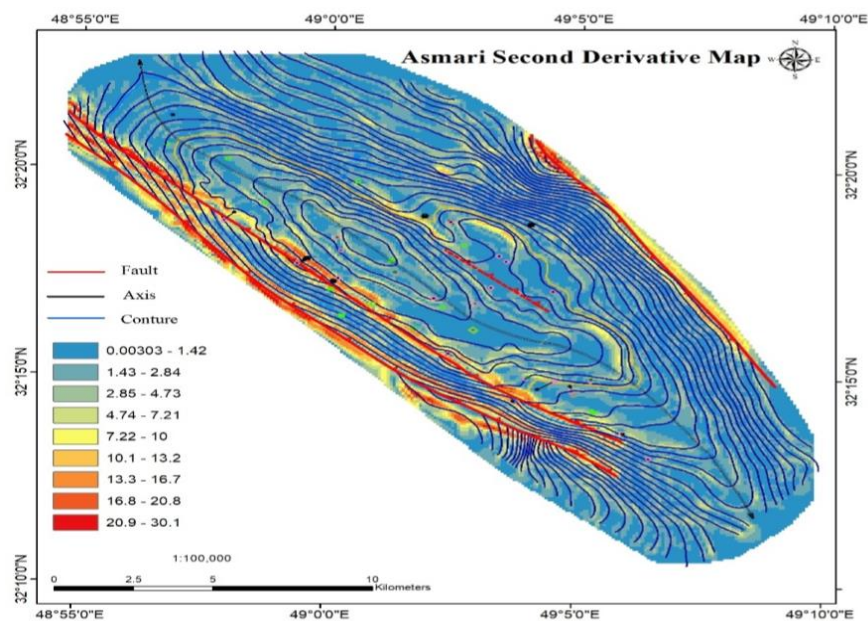 48°55'0"E 49°0'0"E 49°5'0"E 49°10'0"E
Asmari Second Derivative Map
N
W E
S
32°20'0"N 32°20'0"N
Fault
Axis
Conture
0.00303 - 1.42
1.43 - 2.84
2.85 - 4.73
4.74 - 7.21
7.22 - 10
10.1 - 13.2
13.3 - 16.7
16.8 - 20.8
20.9 - 30.1
32°15'0"N 32°15'0"N
1:100,000
0 2.5 5 10
Kilometers
32°10'0"N
48°55'0"E 49°0'0"E 49°5'0"E 49°10'0"E